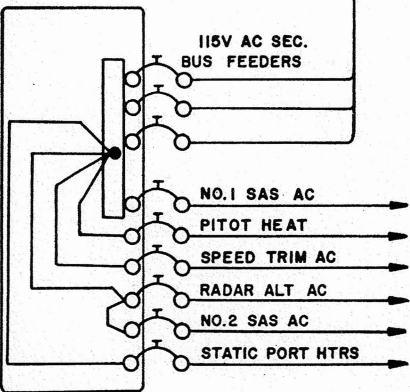 115V AC SEC.
BUS FEEDERS
NO.1 SAS AC
PITOT HEAT
SPEED TRIM AC
RADAR ALT AC
NO.2 SAS AC
STATIC PORT HTRS